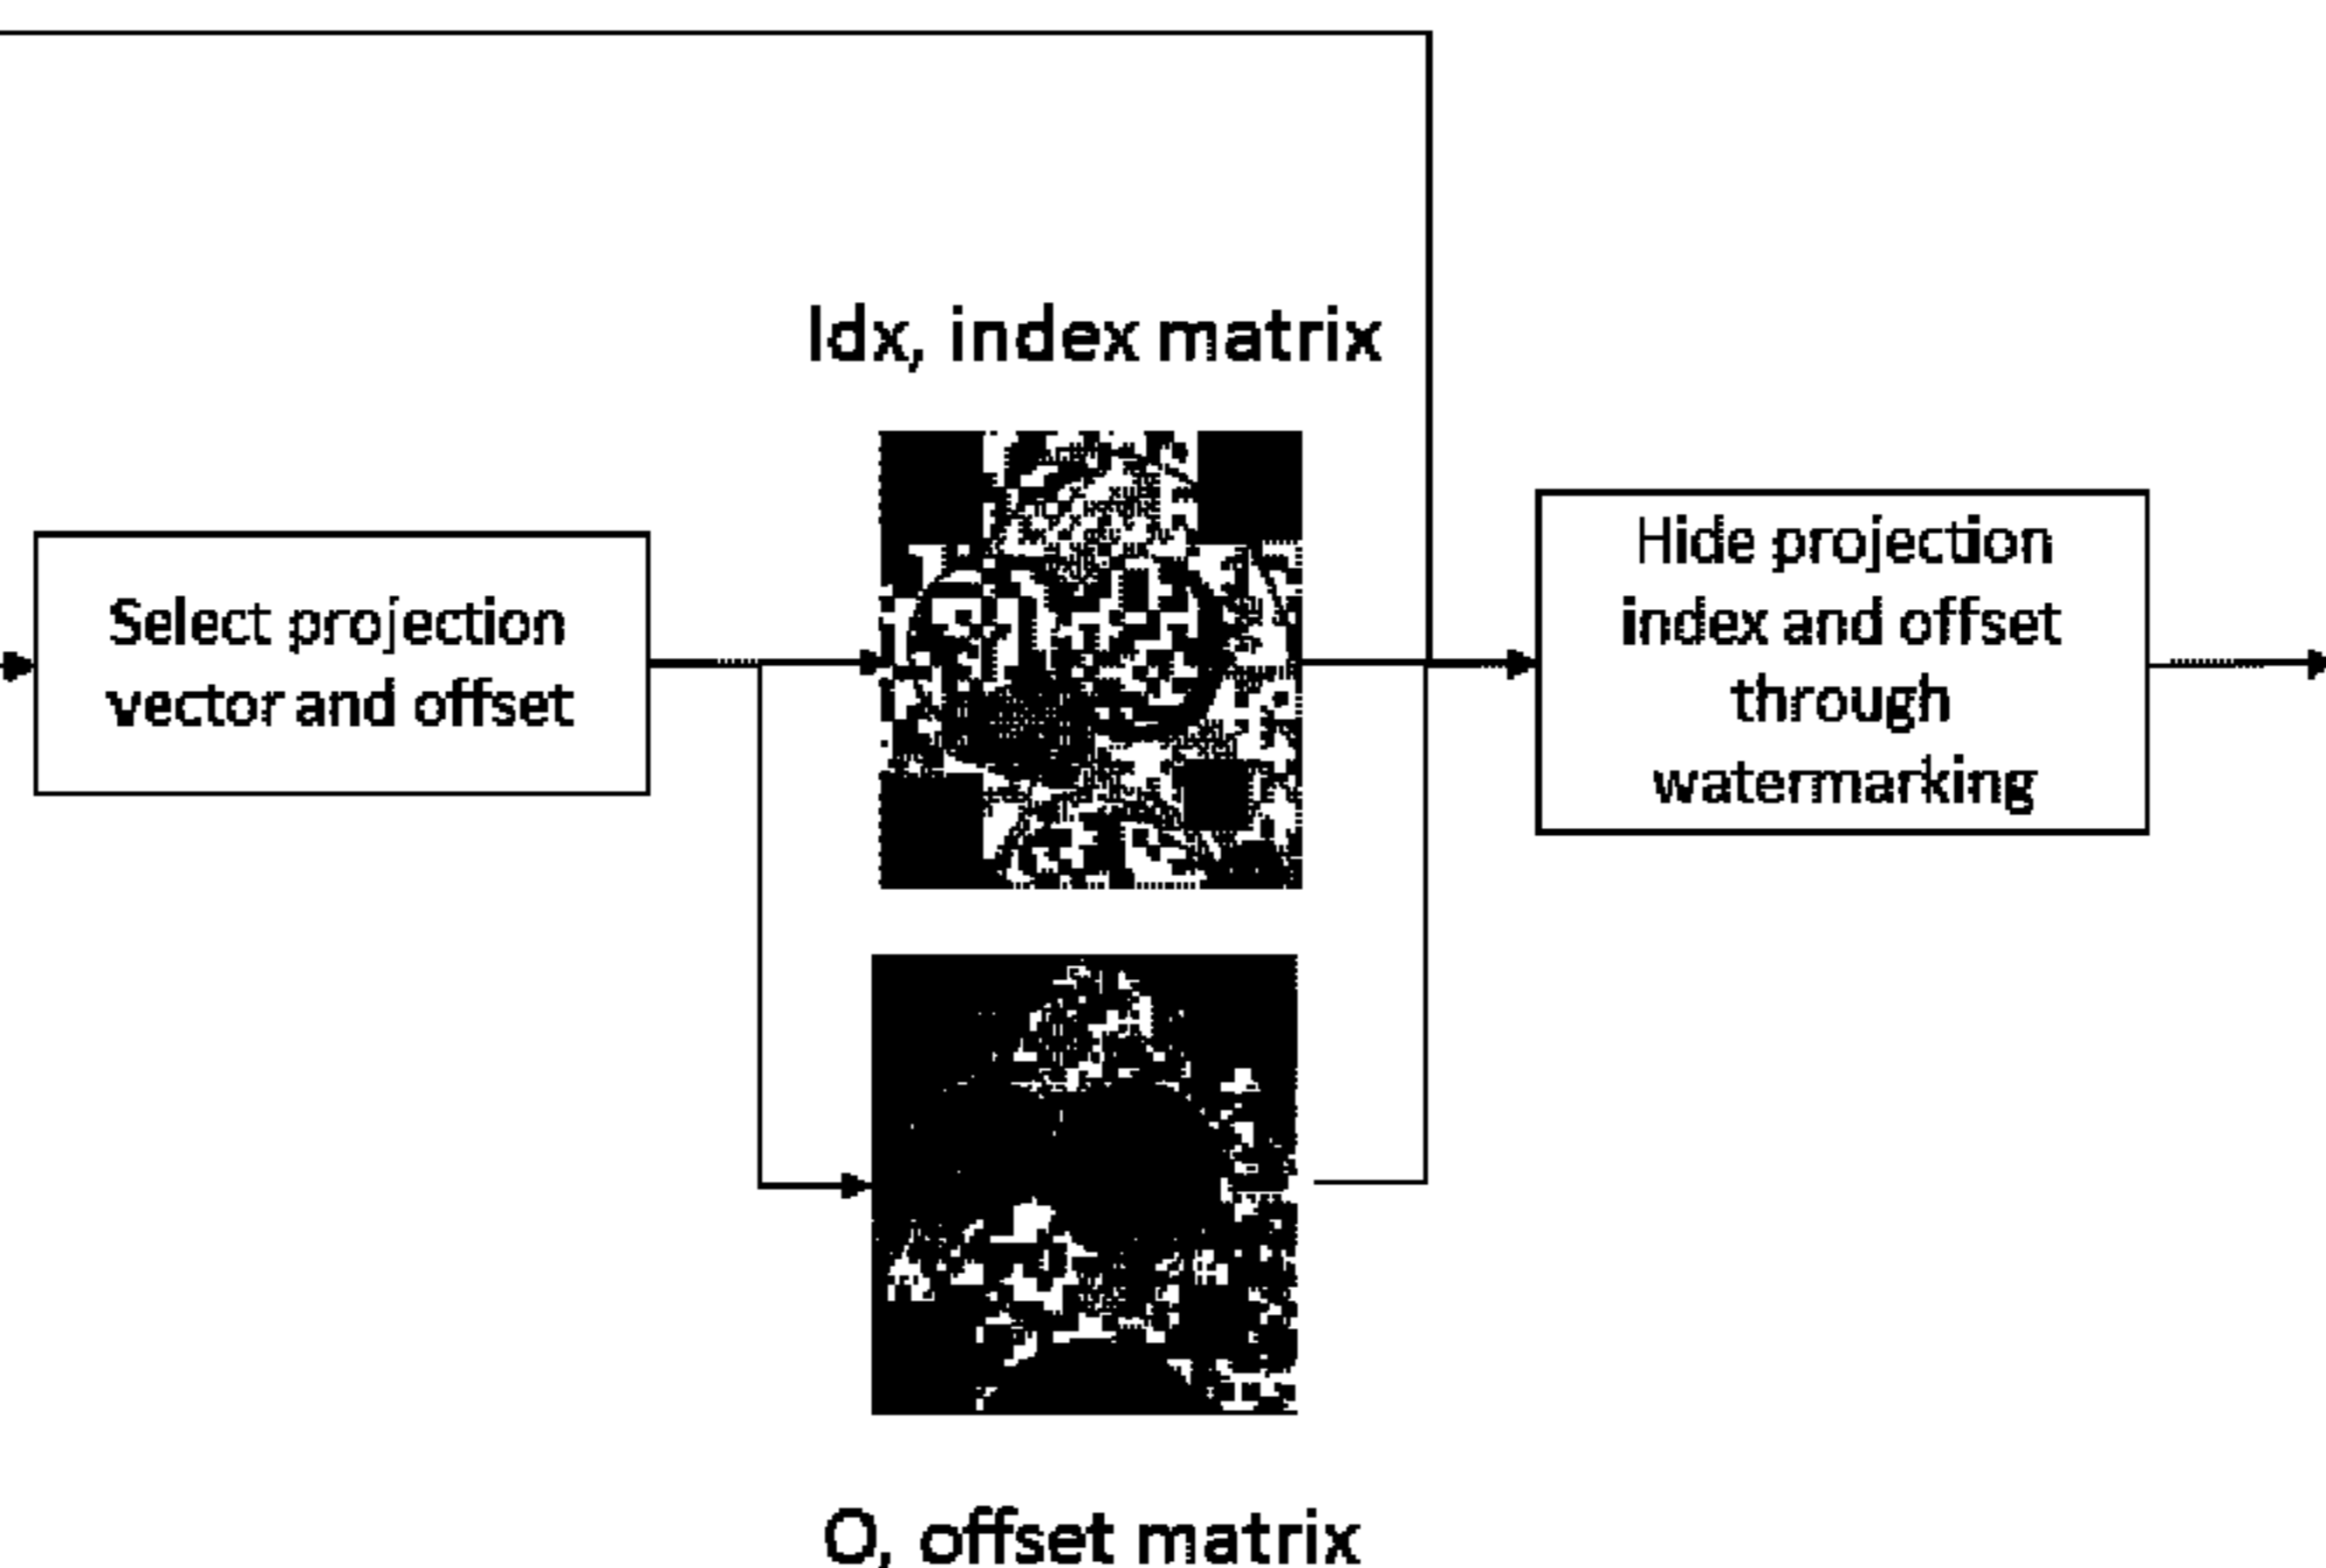 Idx, index matrix
Select projection
vector and offset
Hide projection
index and offset
through
watermarking
O, offset matrix